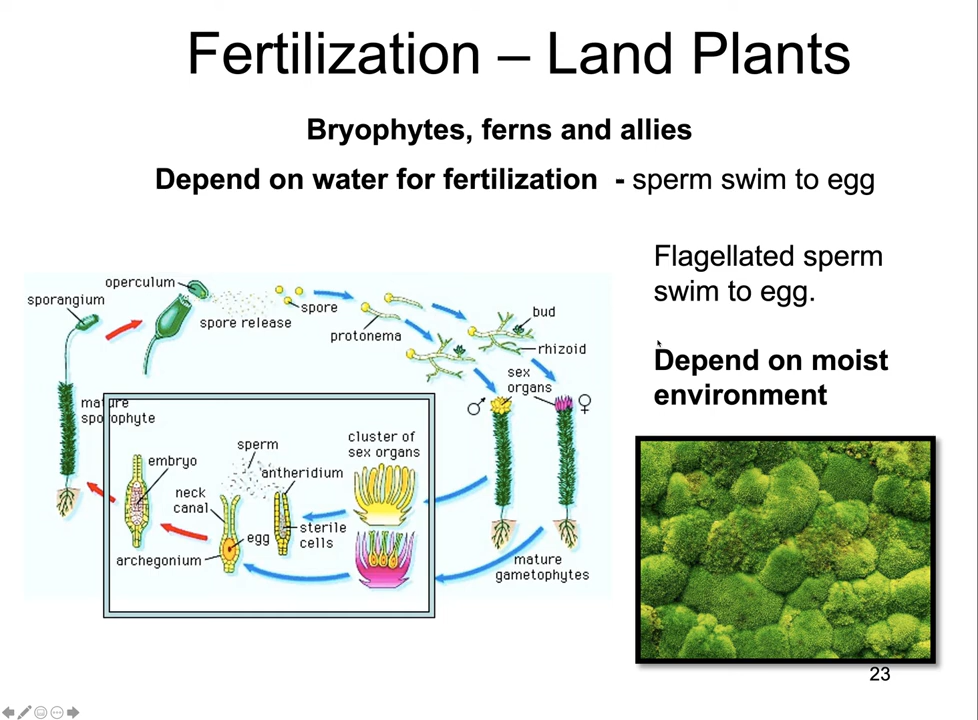 Fertilization – Land Plants
Bryophytes, ferns and allies
Depend on water for fertilization - sperm swim to egg
Flagellated sperm
swim to egg.
Depend on moist
environment
operculum
sporangium
spore release
spore
protonema
bud
rhizoid
sex
organs
♂
♀
mature
sporophyte
cluster of
sex organs
sperm
antheridium
embryo
neck
canal
egg
sterile
cells
archegonium
mature
gametophytes
23